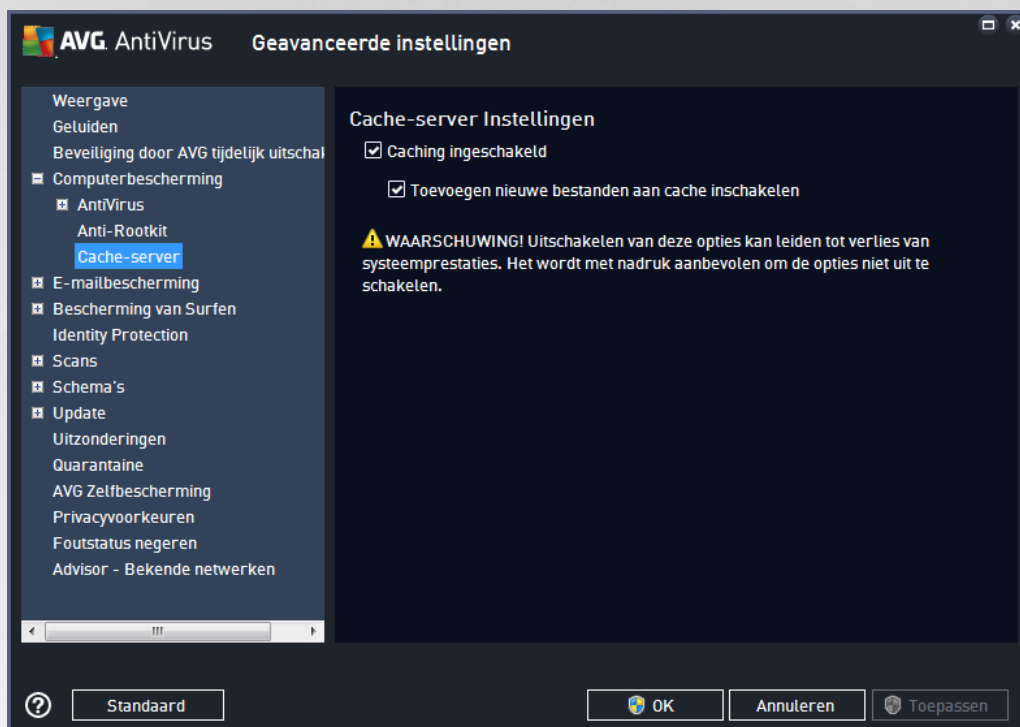 AVG. AntiVirus Geavanceerde instellingen
Weergave
Geluiden
Beveiliging door AVG tijdelijk uitschak
Computerbescherming
AntiVirus
Anti-Rootkit
Cache-server
E-mailbescherming
Bescherming van Surfen
Identity Protection
Scans
Schema's
Update
Uitzonderingen
Quarantaine
AVG Zelfbescherming
Privacyvoorkeuren
Foutstatus negeren
Advisor - Bekende netwerken
Cache-server Instellingen
Caching ingeschakeld
Toevoegen nieuwe bestanden aan cache inschakelen
WAARSCHUWING! Uitschakelen van deze opties kan leiden tot verlies van
systeemprestaties. Het wordt met nadruk aanbevolen om de opties niet uit te
schakelen.
Standaard
OK
Annuleren
Toepassen